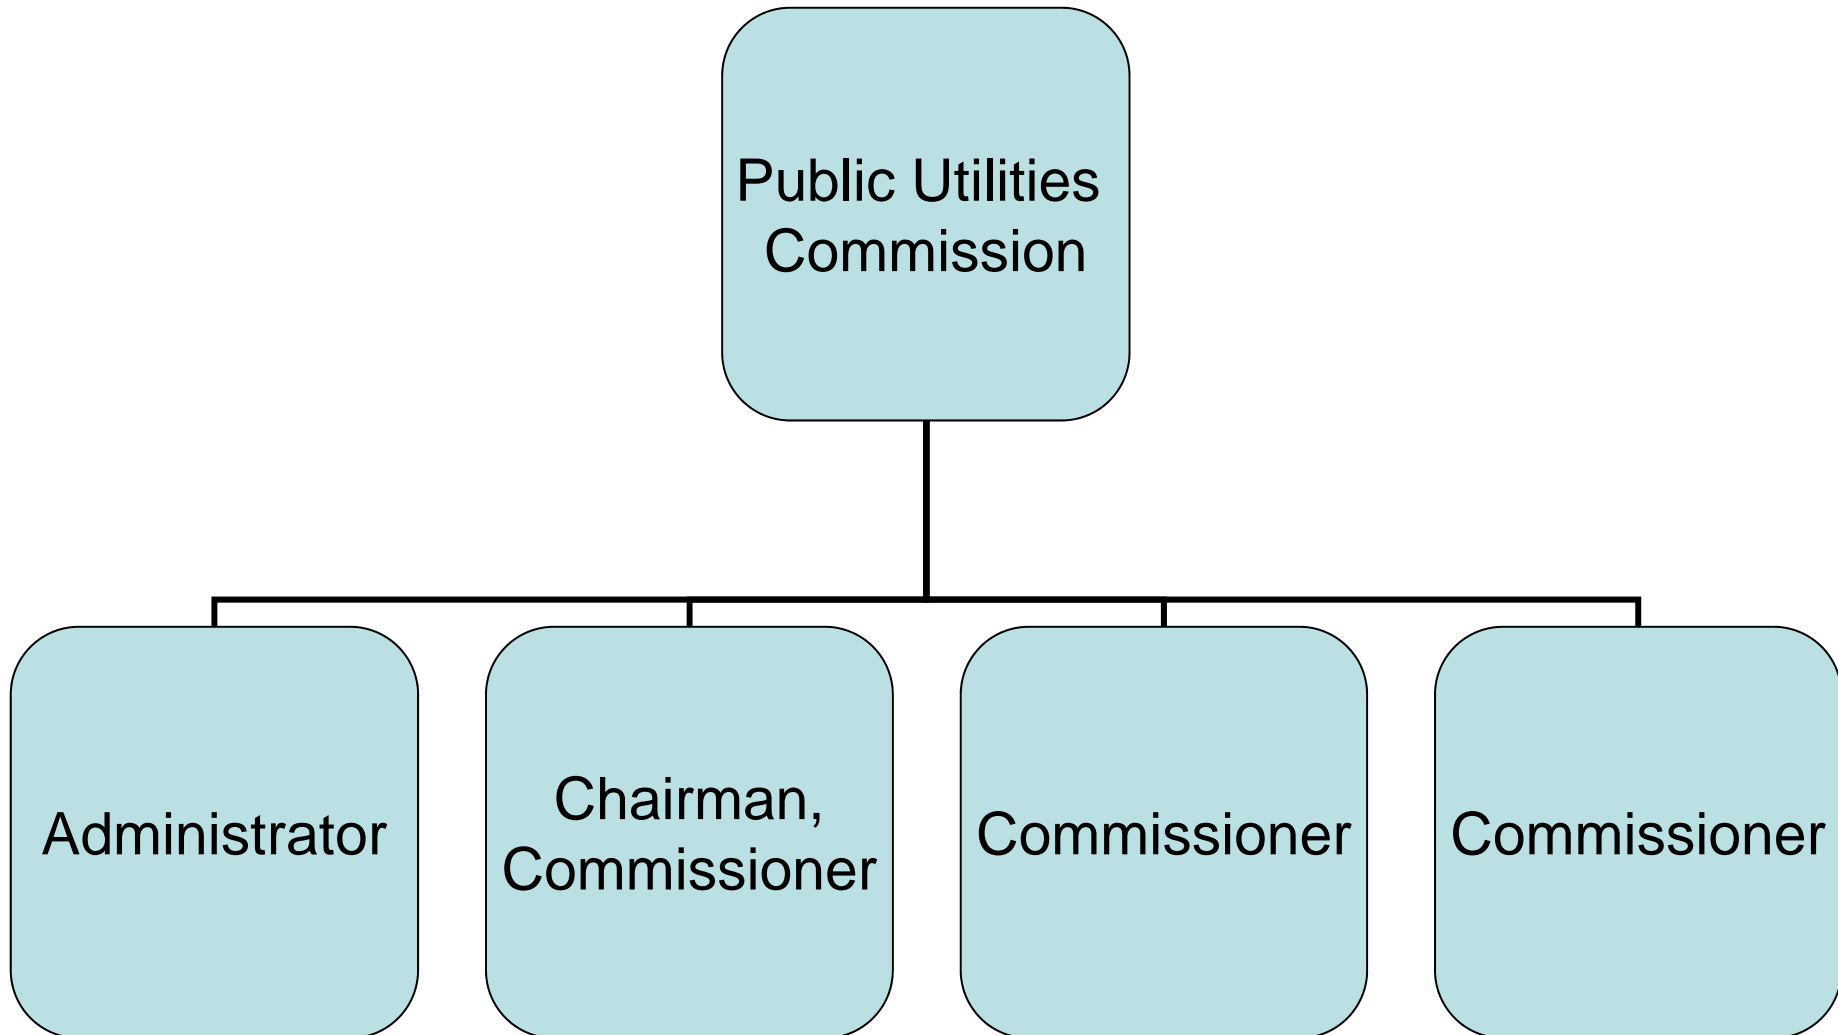 Public Utilities
Commission
Administrator
Chairman,
Commissioner
Commissioner
Commissioner